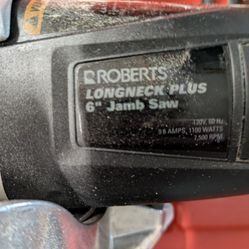 ROBERTS
LONGNECK PLUS
6" Jamb Saw
120V, 60 Hz
9.6 AMPS, 1100 WATTS
7,500 RPM